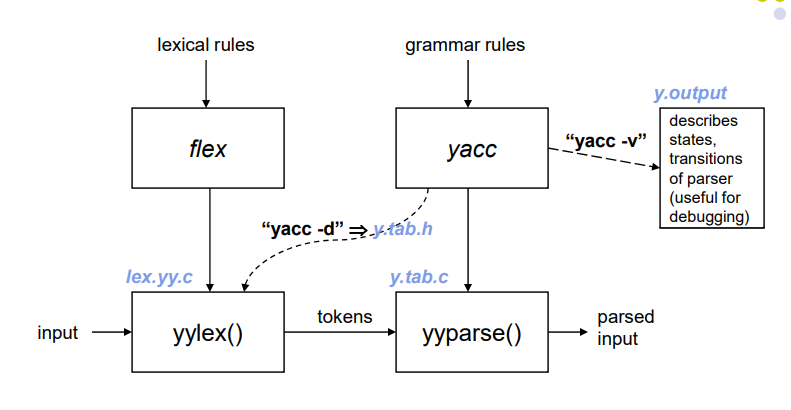 lexical rules
grammar rules
y.output
flex
yacc
“yacc -v”
describes
states,
transitions
of parser
(useful for
debugging)
“yacc -d” ⇒ y.tab.h
lex.yy.c
y.tab.c
input
yylex()
tokens
yyparse()
parsed
input